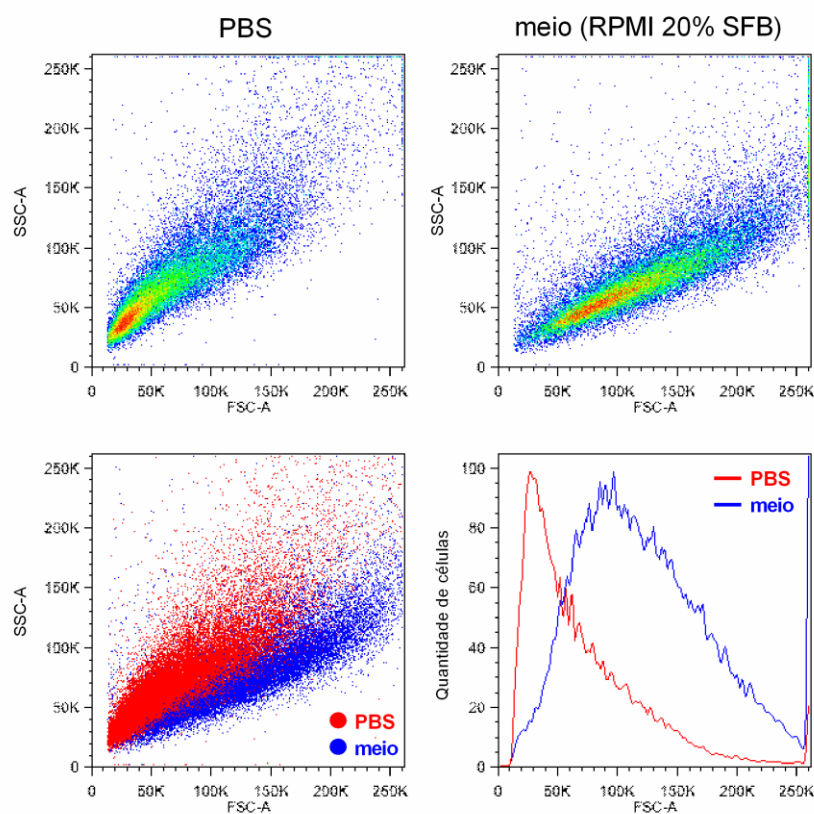 PBS
meio (RPMI 20% SFB)
250K
200K
150K
100K
50K
0
SSC-A
0 50K 100K 150K 200K 250K
FSC-A
250K
200K
150K
100K
50K
0
SSC-A
0 50K 100K 150K 200K 250K
FSC-A
250K
200K
150K
100K
50K
0
SSC-A
PBS
meio
0 50K 100K 150K 200K 250K
FSC-A
100
80
60
40
20
0
Quantidade de células
PBS
meio
0 50K 100K 150K 200K 250K
FSC-A